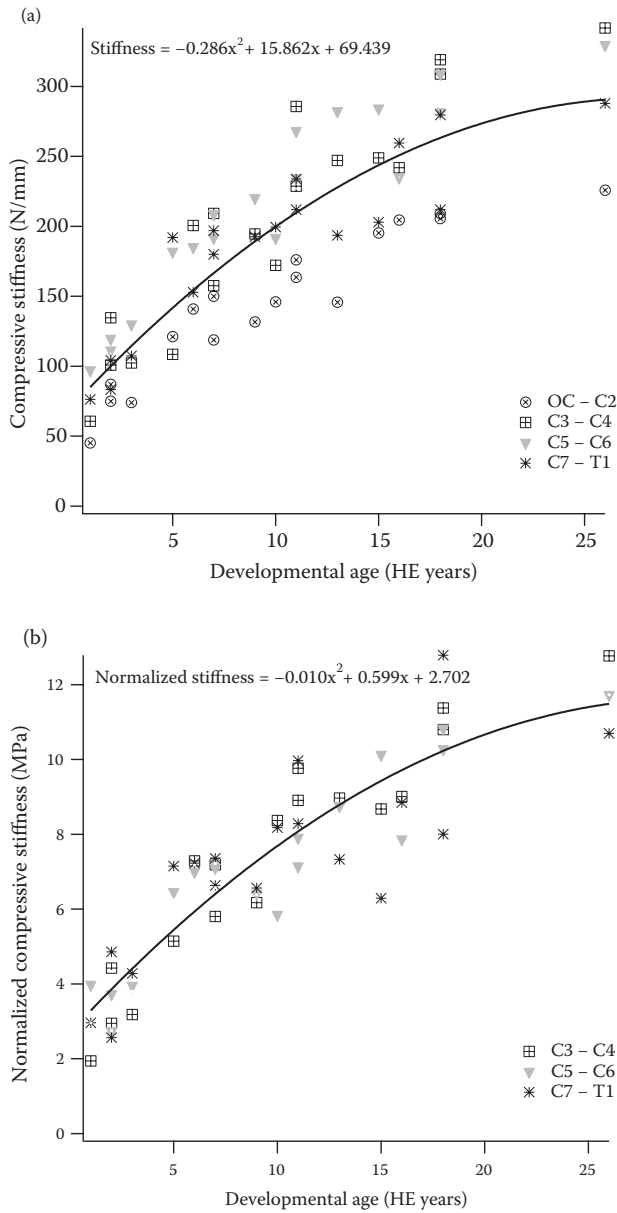 (a)
Stiffness = −0.286x² + 15.862x + 69.439
Compressive stiffness (N/mm)
300
250
200
150
100
50
0
OC – C2
C3 – C4
C5 – C6
C7 – T1
5 10 15 20 25
Developmental age (HE years)
(b)
Normalized stiffness = −0.010x² + 0.599x + 2.702
Normalized compressive stiffness (MPa)
12
10
8
6
4
2
0
C3 – C4
C5 – C6
C7 – T1
5 10 15 20 25
Developmental age (HE years)